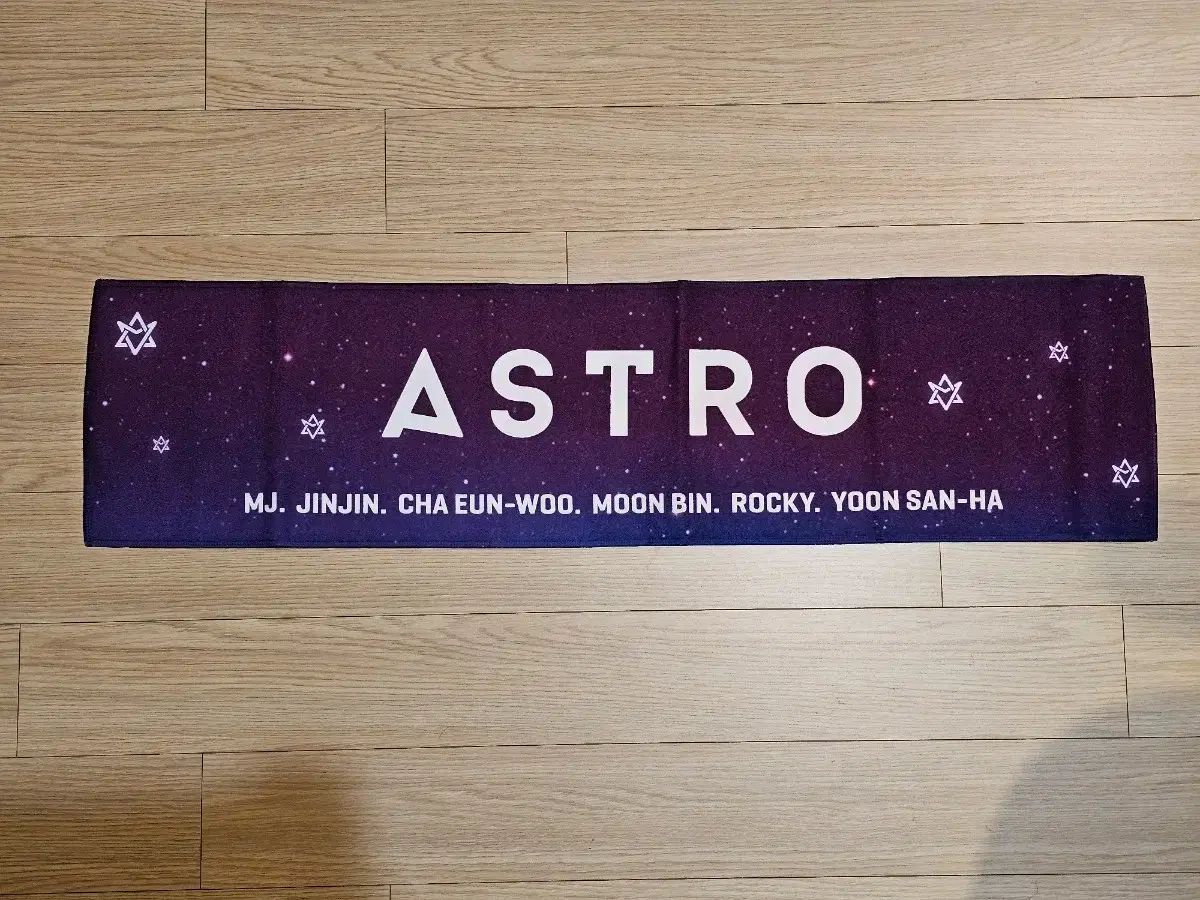 ASTRO
MJ. JINJIN. CHA EUN-WOO. MOON BIN. ROCKY. YOON SAN-HA